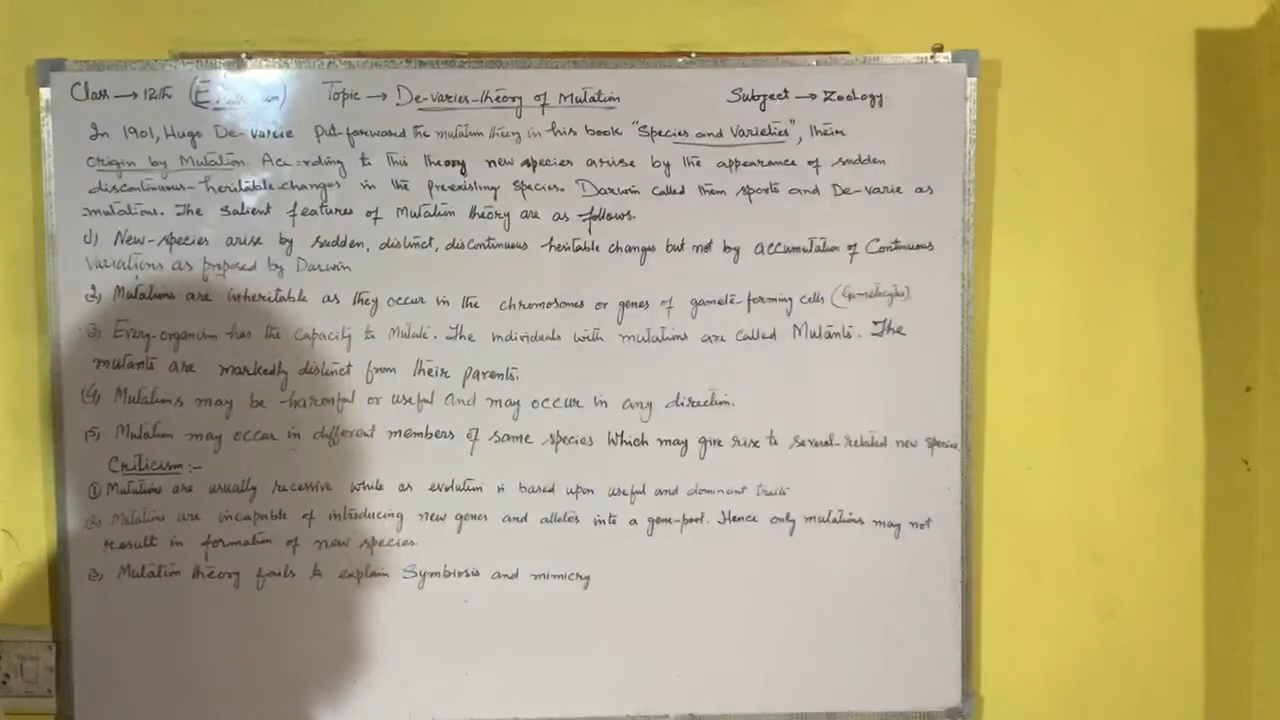 Class → 12th (E
Topic → De-varies-theory of Mutation
Subject → Zoology
In 1901, Hugo De-varie put-forward the mutation theory in his book "Species and Varieties", their
origin by Mutation. According to this theory new species arise by the appearance of sudden
discontinuous-heritable-changes in the Pre-existing Species. Darwin called them sports and De-varie as
mutations. The salient features of Mutation theory are as follows.
1) New-species arise by sudden, distinct, discontinuous heritable changes but not by accumulation of Continuous
Variations as proposed by Darwin
2) Mutations are inheritable as they occur in the chromosomes or genes of gamete-forming cells
3) Every-organism has the capacity to Mutate. The individuals with mutations are called Mutants. The
mutants are markedly distinct from their parents.
(4) Mutations may be harmful or useful and may occur in any direction.
(5) Mutation may occur in different members of same species Which may give rise to several-related new species.
Criticism:-
① Mutations are usually recessive while as evolution is based upon useful and dominant traits
(2) Mutations are incapable of introducing new genes and alleles into a gene-pool. Hence only mutations may not
result in formation of new species.
3) Mutation theory fails to explain Symbiosis and mimicry